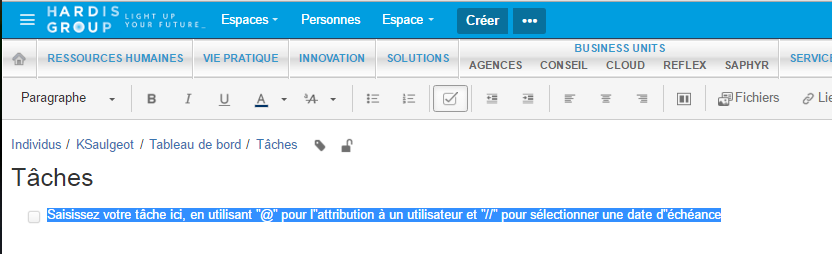 HARDIS GROUP LIGHT UP YOUR FUTURE_ Espaces Personnes Espace Créer •••
RESSOURCES HUMAINES VIE PRATIQUE INNOVATION SOLUTIONS BUSINESS UNITS SERVIC
AGENCES CONSEIL CLOUD REFLEX SAPHYR
Paragraphe B I U A ªA Fichiers Lie
Individus / KSaulgeot / Tableau de bord / Tâches
Tâches
Saisissez votre tâche ici, en utilisant "@" pour l''attribution à un utilisateur et "//" pour sélectionner une date d''échéance